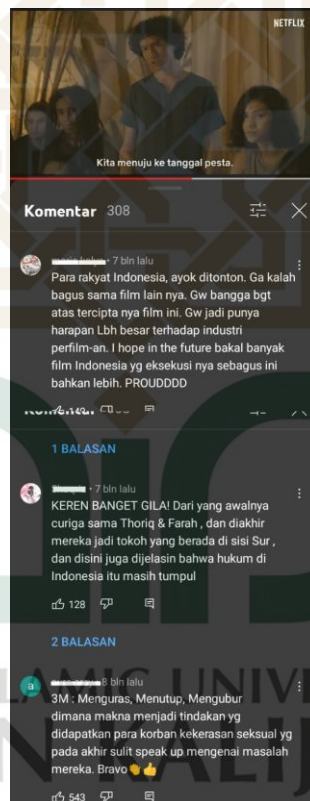 NETFLIX
Kita menuju ke tanggal pesta.
Komentar 308
• 7 bln lalu
Para rakyat Indonesia, ayok ditonton. Ga kalah
bagus sama film lain nya. Gw bangga bgt
atas tercipta nya film ini. Gw jadi punya
harapan Lbh besar terhadap industri
perfilm-an. I hope in the future bakal banyak
film Indonesia yg eksekusi nya sebagus ini
bahkan lebih. PROUDDDD
1 BALASAN
• 7 bln lalu
KEREN BANGET GILA! Dari yang awalnya
curiga sama Thoriq & Farah , dan diakhir
mereka jadi tokoh yang berada di sisi Sur ,
dan disini juga dijelasin bahwa hukum di
Indonesia itu masih tumpul
128
2 BALASAN
a
8 bln lalu
3M : Menguras, Menutup, Mengubur
dimana makna menjadi tindakan yg
didapatkan para korban kekerasan seksual yg
pada akhir sulit speak up mengenai masalah
mereka. Bravo👏👍
543